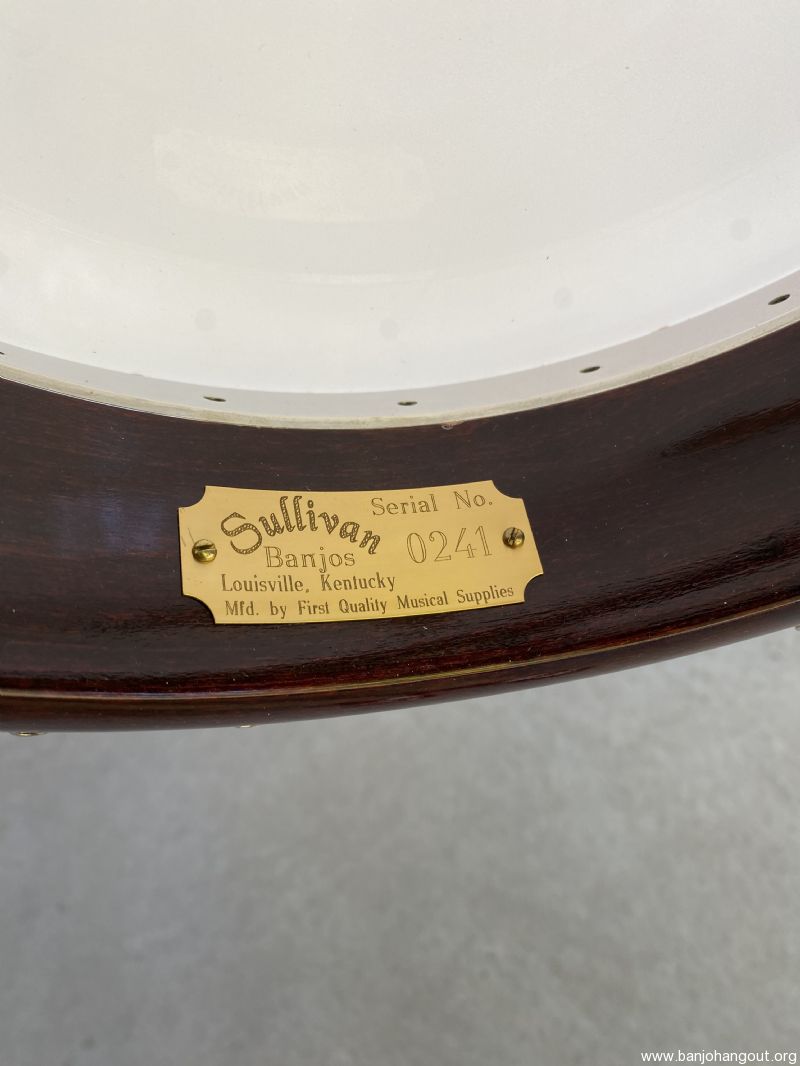 Sullivan
Banjos
Serial No.
0241
Louisville, Kentucky
Mfd. by First Quality Musical Supplies
www.banjohangout.org